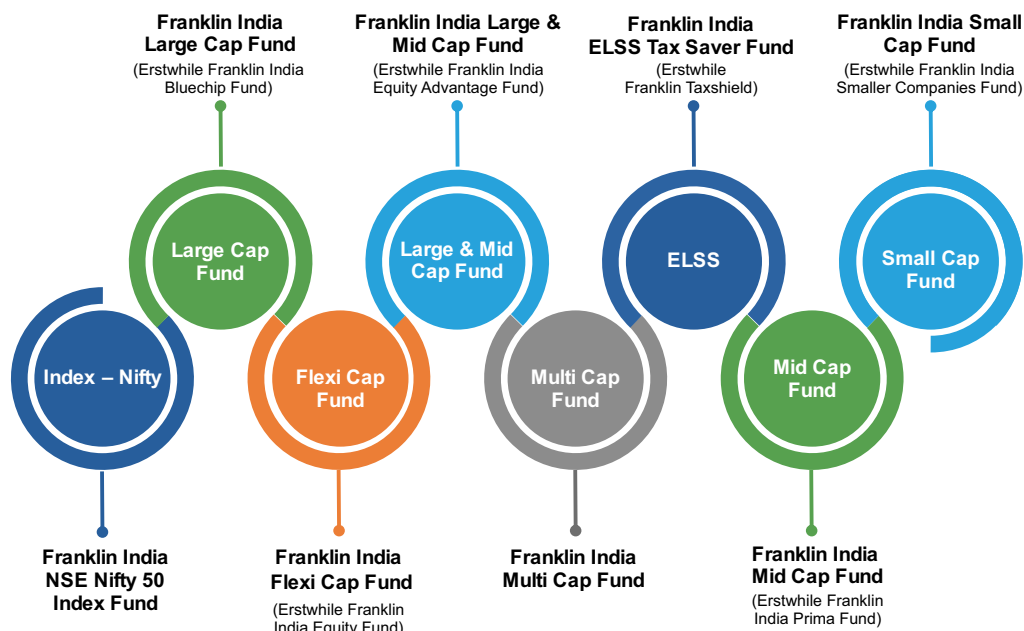 Franklin India
Large Cap Fund
(Erstwhile Franklin India
Bluechip Fund)
Franklin India Large &
Mid Cap Fund
(Erstwhile Franklin India
Equity Advantage Fund)
Franklin India
ELSS Tax Saver Fund
(Erstwhile
Franklin Taxshield)
Franklin India Small
Cap Fund
(Erstwhile Franklin India
Smaller Companies Fund)
Large Cap
Fund
Large & Mid
Cap Fund
ELSS
Small Cap
Fund
Index – Nifty
Flexi Cap
Fund
Multi Cap
Fund
Mid Cap
Fund
Franklin India
NSE Nifty 50
Index Fund
Franklin India
Flexi Cap Fund
(Erstwhile Franklin
India Equity Fund)
Franklin India
Multi Cap Fund
Franklin India
Mid Cap Fund
(Erstwhile Franklin
India Prima Fund)